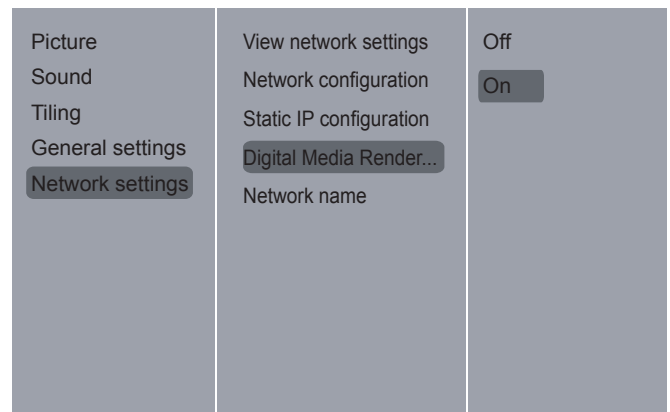 Picture
Sound
Tiling
General settings
Network settings
View network settings
Network configuration
Static IP configuration
Digital Media Render...
Network name
Off
On